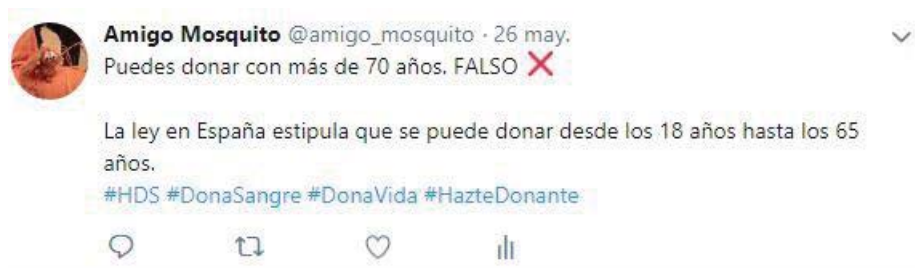 Amigo Mosquito @amigo_mosquito · 26 may.
Puedes donar con más de 70 años. FALSO ❌
La ley en España estipula que se puede donar desde los 18 años hasta los 65
años.
#HDS #DonaSangre #DonaVida #HazteDonante